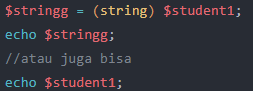 $stringg = (string) $student1;
echo $stringg;
//atau juga bisa
echo $student1;